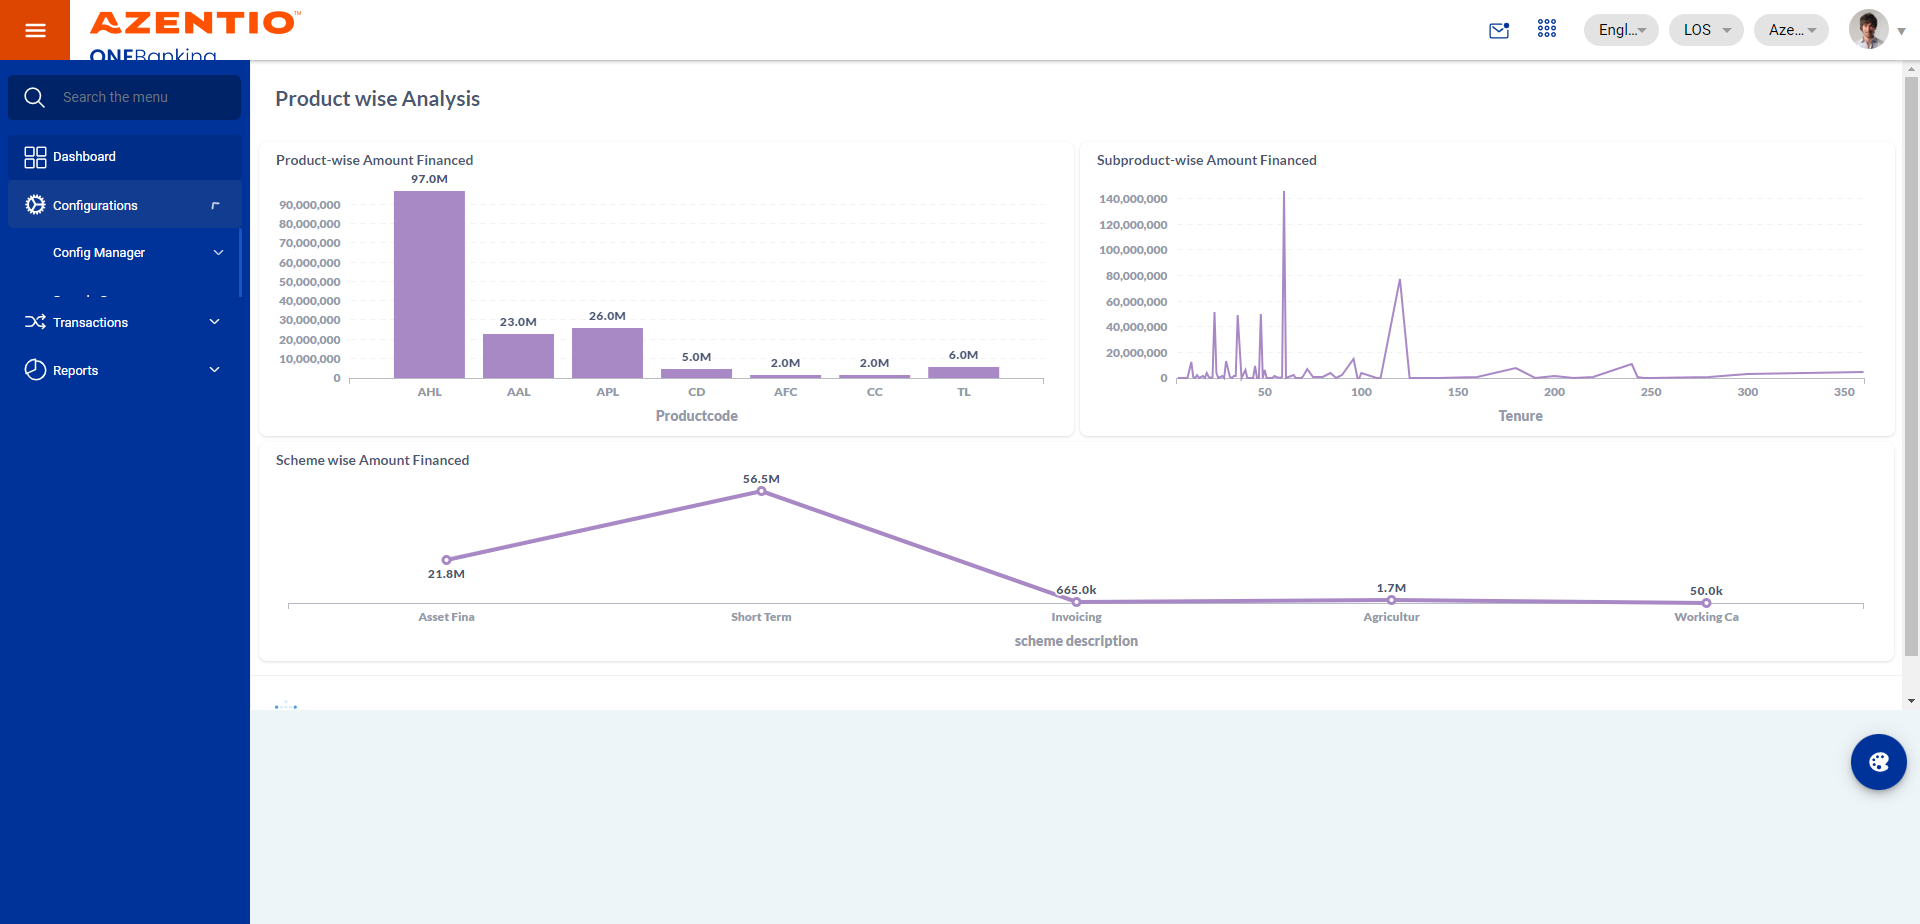 AZENTIO™
ONEBanking
Engl...
LOS
Aze...
Search the menu
Dashboard
Configurations
Config Manager
Transactions
Reports
Product wise Analysis
Product-wise Amount Financed
97.0M
90,000,000
80,000,000
70,000,000
60,000,000
50,000,000
40,000,000
30,000,000
20,000,000
10,000,000
0
23.0M
26.0M
5.0M
2.0M
2.0M
6.0M
AHL AAL APL CD AFC CC TL
Productcode
Subproduct-wise Amount Financed
140,000,000
120,000,000
100,000,000
80,000,000
60,000,000
40,000,000
20,000,000
0
50 100 150 200 250 300 350
Tenure
Scheme wise Amount Financed
56.5M
21.8M
665.0k
1.7M
50.0k
Asset Fina Short Term Invoicing Agricultur Working Ca
scheme description